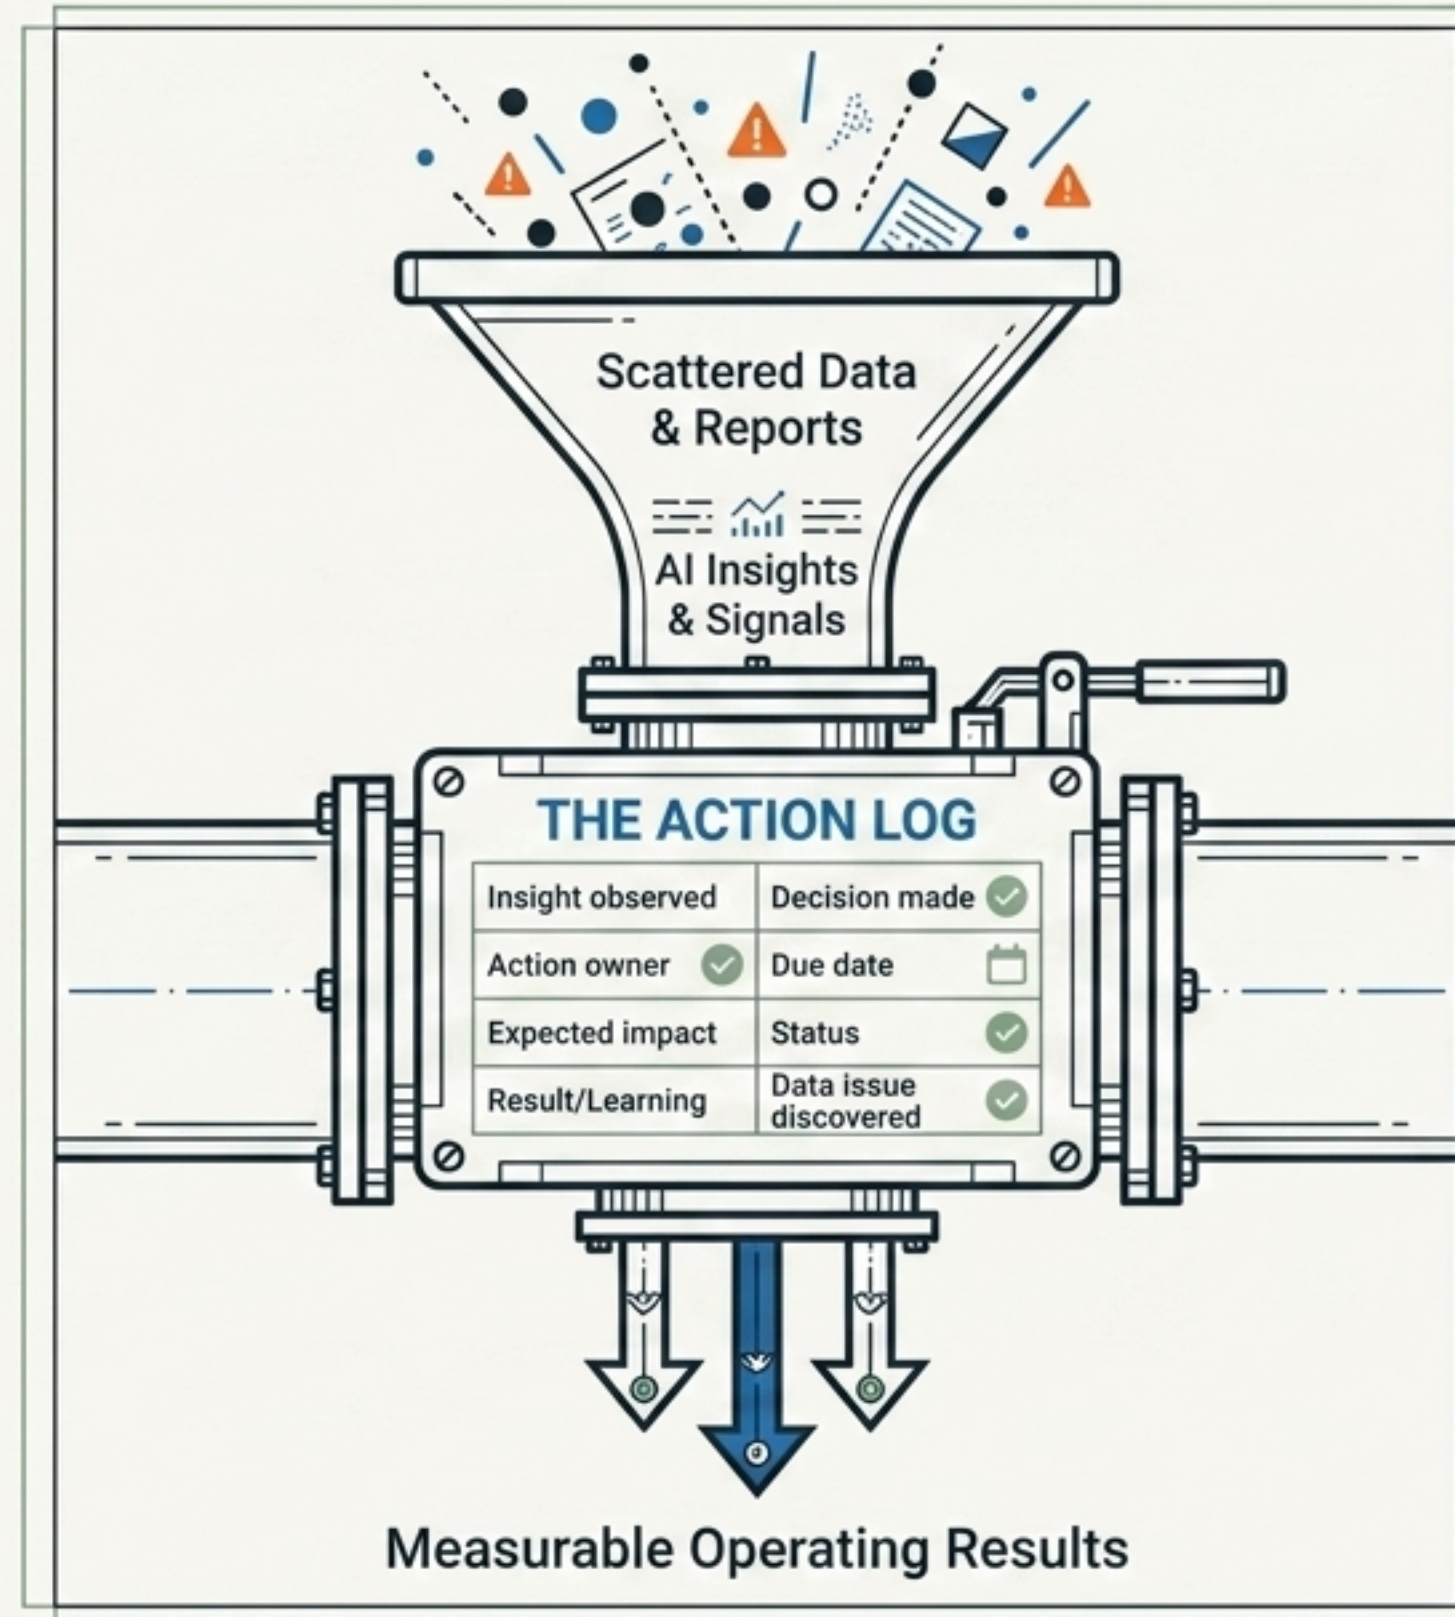 Scattered Data
& Reports
AI Insights
& Signals
THE ACTION LOG
Insight observed
Decision made
Action owner
Due date
Expected impact
Status
Result/Learning
Data issue
discovered
Measurable Operating Results